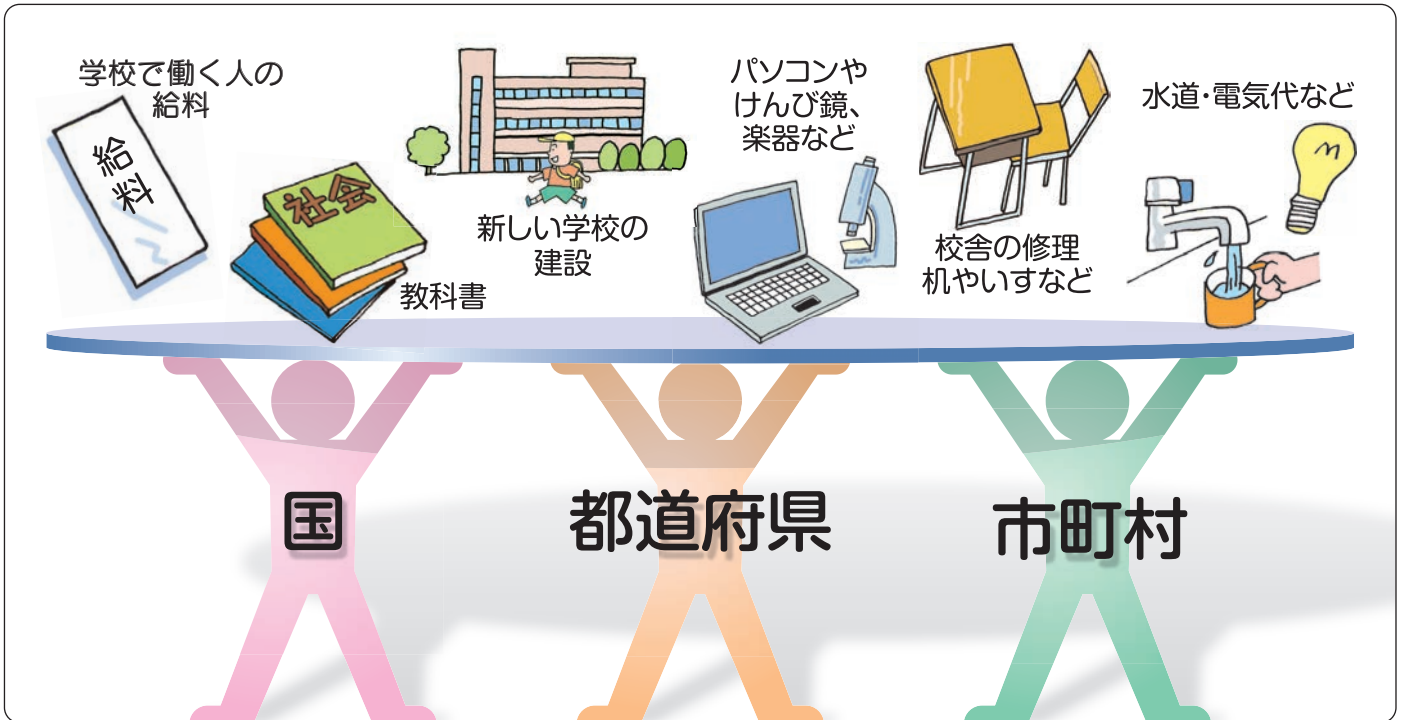 学校で働く人の
給料
給料
社会
教科書
新しい学校の
建設
パソコンや
けんび鏡、
楽器など
校舎の修理
机やいすなど
水道・電気代など
国
都道府県
市町村